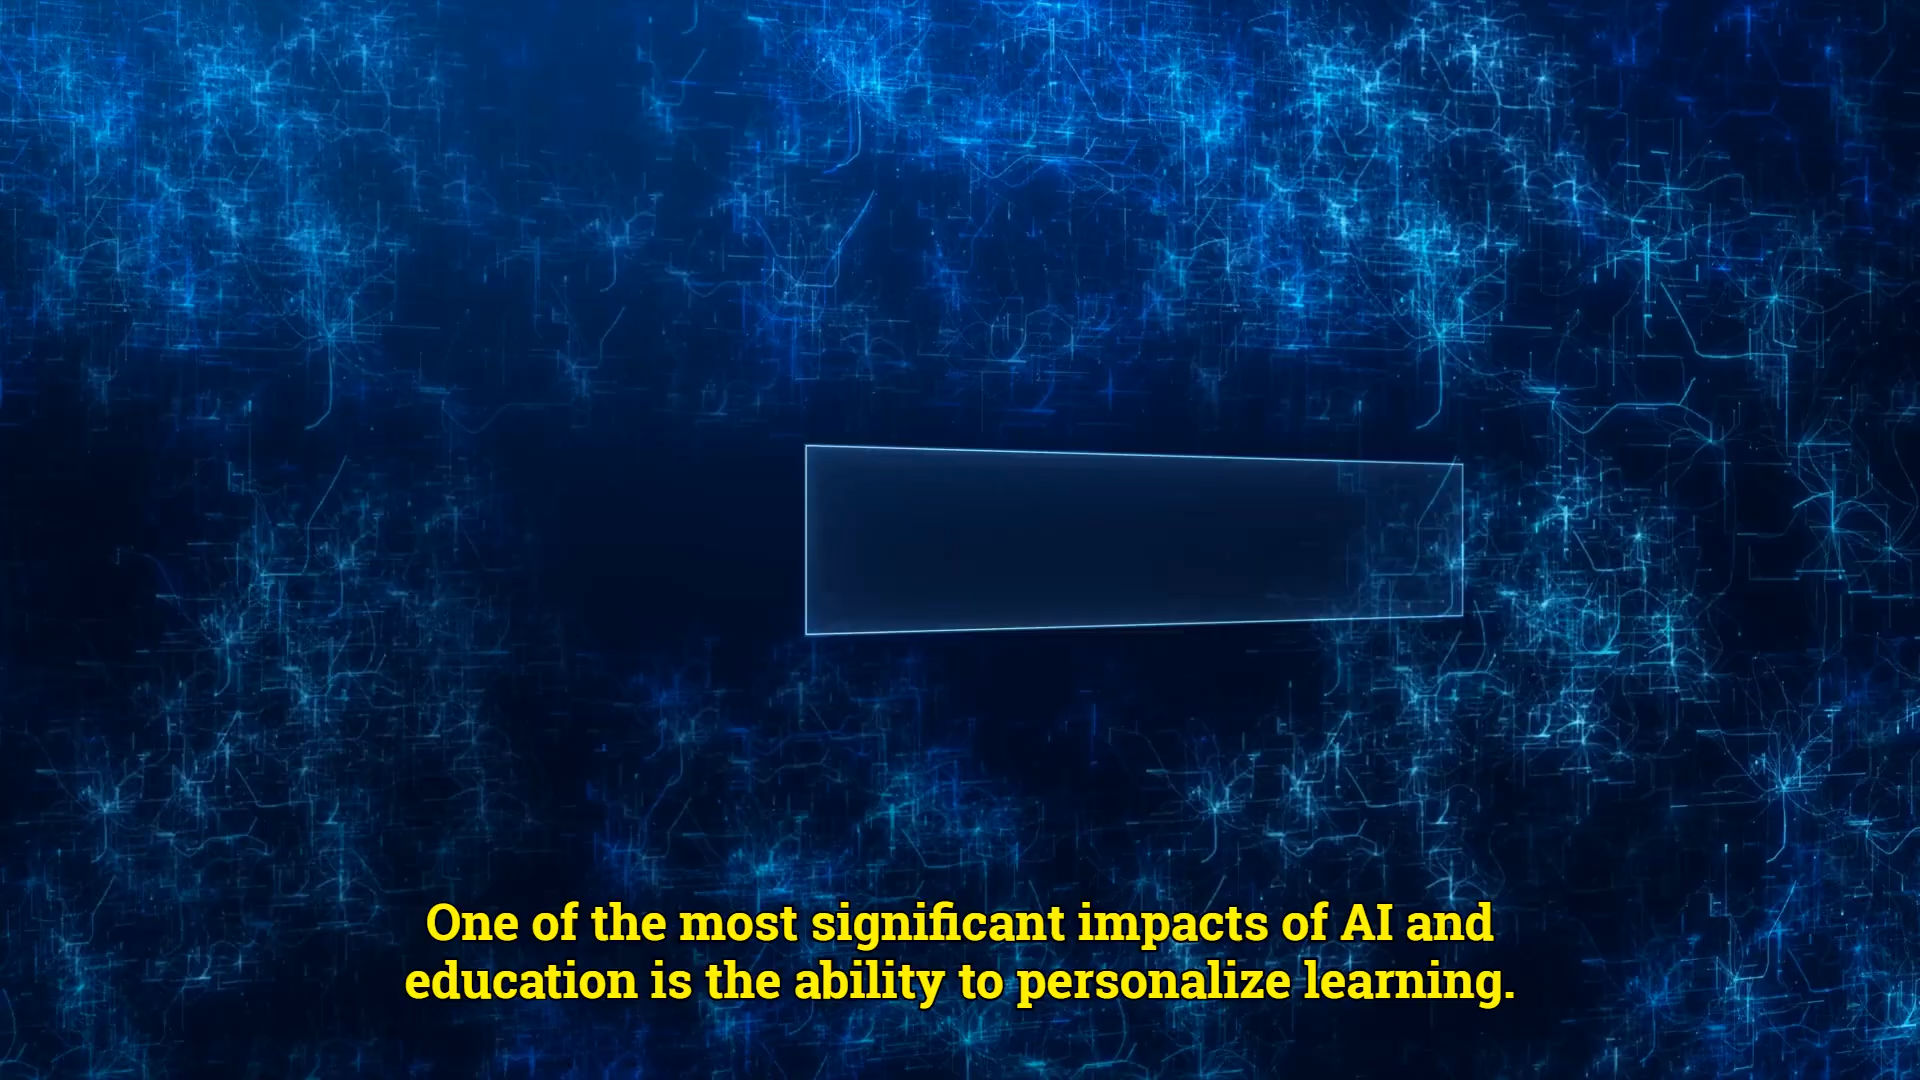 One of the most significant impacts of AI and
education is the ability to personalize learning.